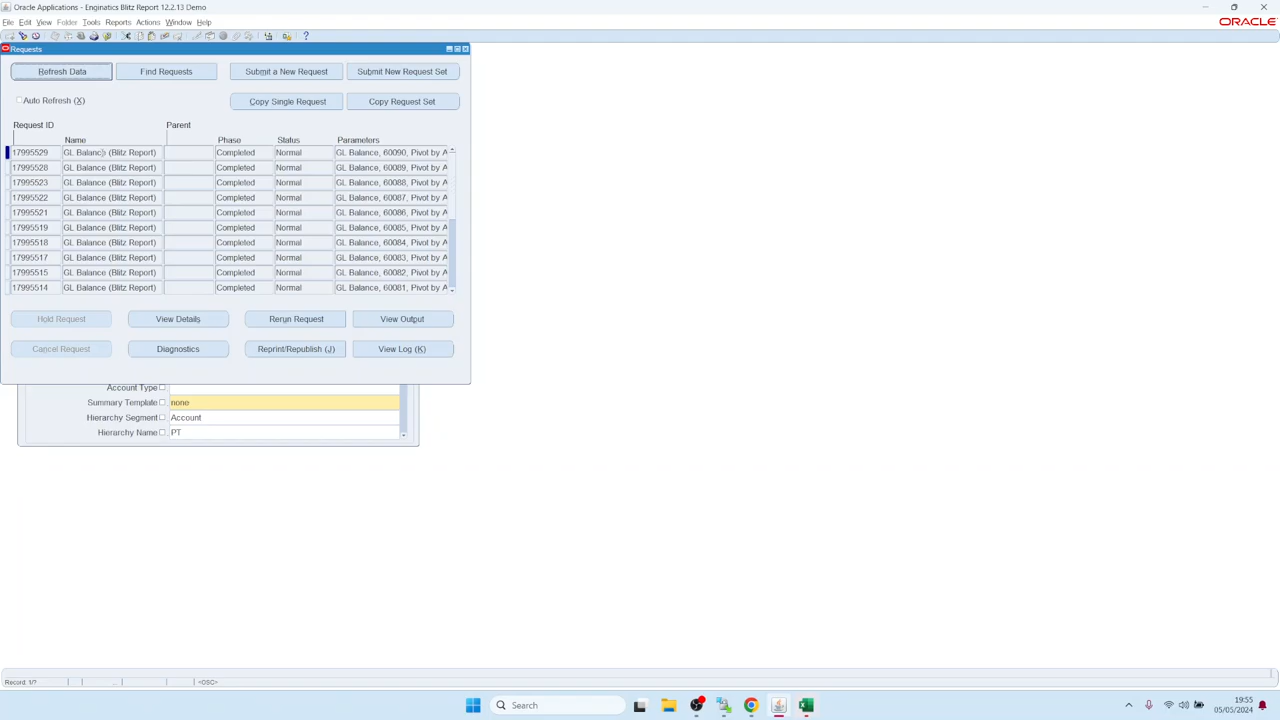 Oracle Applications - Enginatics Blitz Report 12.2.13 Demo
File Edit View Folder Tools Reports Actions Window Help
ORACLE
Requests
Refresh Data Find Requests Submit a New Request Submit New Request Set
Auto Refresh (X)
Copy Single Request Copy Request Set
Request ID Parent
Name Phase Status Parameters
17995529 GL Balance (Blitz Report) Completed Normal GL Balance, 60090, Pivot by A
17995528 GL Balance (Blitz Report) Completed Normal GL Balance, 60089, Pivot by A
17995523 GL Balance (Blitz Report) Completed Normal GL Balance, 60088, Pivot by A
17995522 GL Balance (Blitz Report) Completed Normal GL Balance, 60087, Pivot by A
17995521 GL Balance (Blitz Report) Completed Normal GL Balance, 60086, Pivot by A
17995519 GL Balance (Blitz Report) Completed Normal GL Balance, 60085, Pivot by A
17995518 GL Balance (Blitz Report) Completed Normal GL Balance, 60084, Pivot by A
17995517 GL Balance (Blitz Report) Completed Normal GL Balance, 60083, Pivot by A
17995515 GL Balance (Blitz Report) Completed Normal GL Balance, 60082, Pivot by A
17995514 GL Balance (Blitz Report) Completed Normal GL Balance, 60081, Pivot by A
Hold Request View Details Rerun Request View Output
Cancel Request Diagnostics Reprint/Republish (J) View Log (K)
Account Type
Summary Template none
Hierarchy Segment Account
Hierarchy Name PT
Record: 1/? ... <OSC>
Search
19:55
05/05/2024